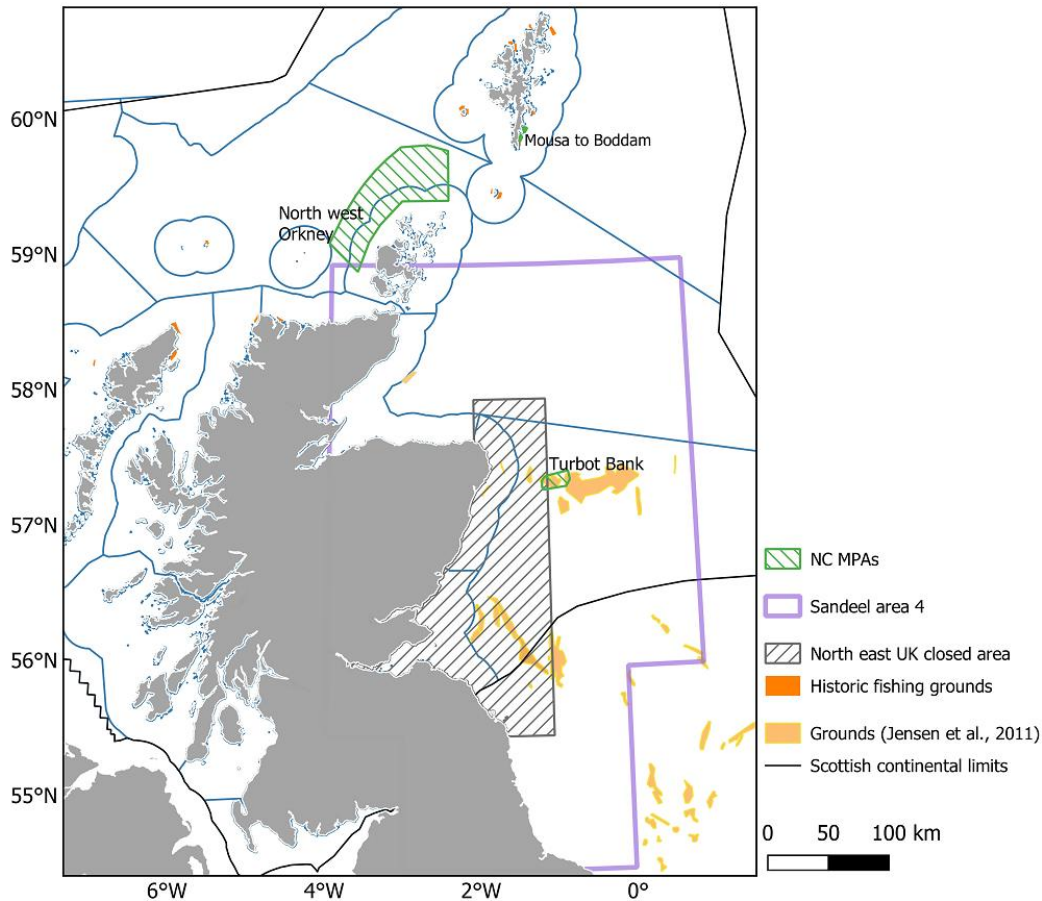 60°N
Mousa to Boddam
North west
Orkney
59°N
58°N
Turbot Bank
57°N
56°N
55°N
6°W
4°W
2°W
0°
NC MPAs
Sandeel area 4
North east UK closed area
Historic fishing grounds
Grounds (Jensen et al., 2011)
Scottish continental limits
0 50 100 km